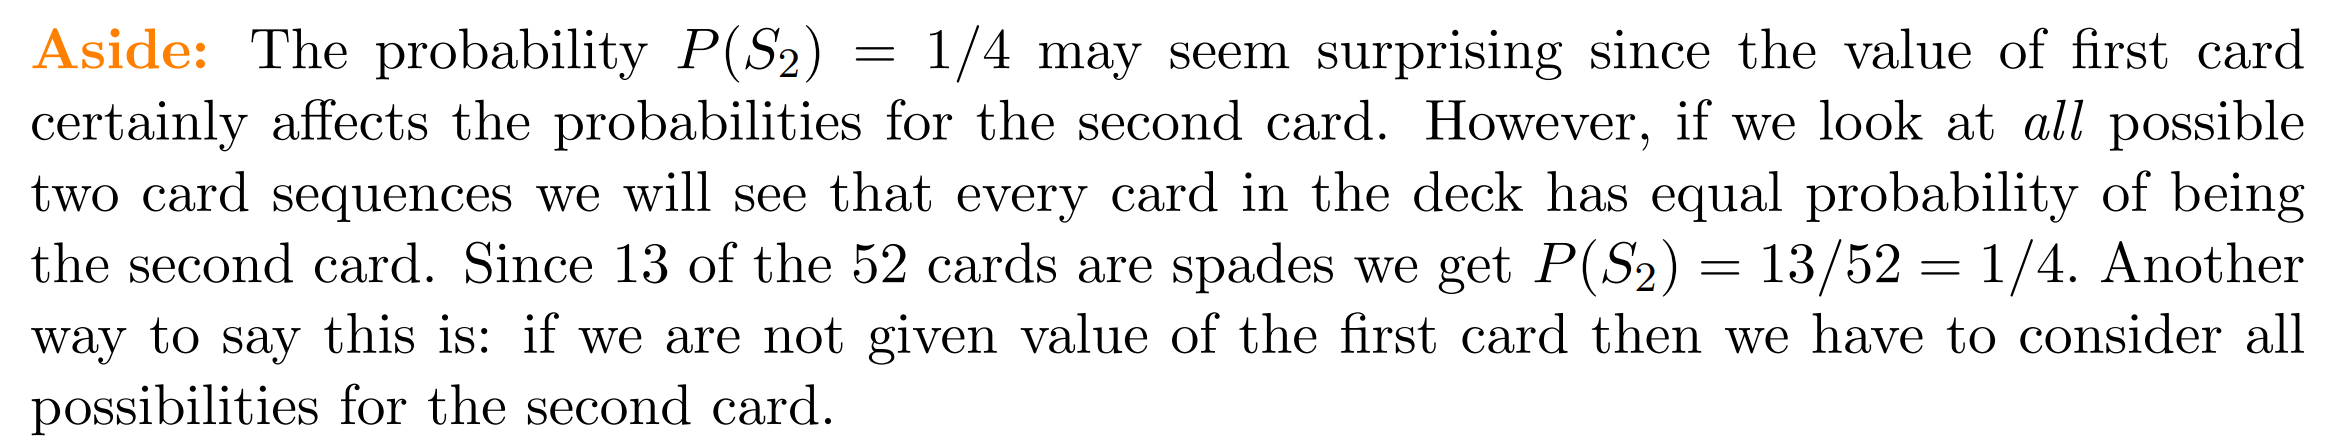 Aside: The probability P(S₂) = 1/4 may seem surprising since the value of first card
certainly affects the probabilities for the second card. However, if we look at all possible
two card sequences we will see that every card in the deck has equal probability of being
the second card. Since 13 of the 52 cards are spades we get P(S₂) = 13/52 = 1/4. Another
way to say this is: if we are not given value of the first card then we have to consider all
possibilities for the second card.